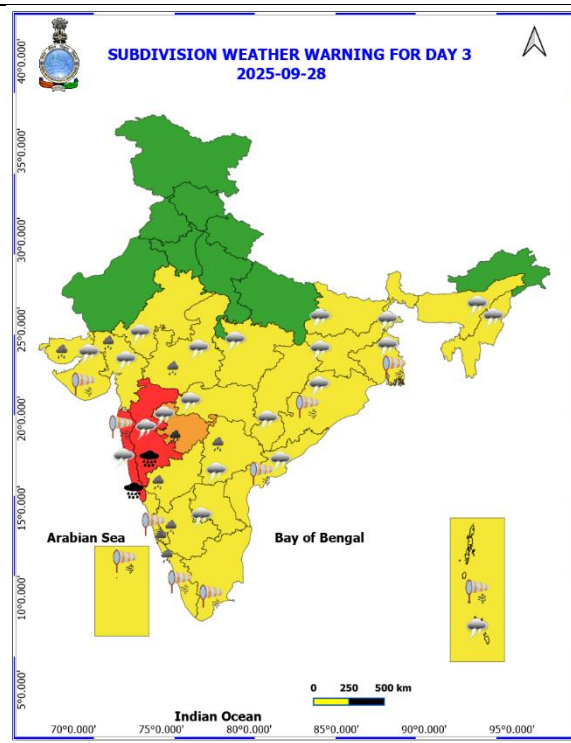 SUBDIVISION WEATHER WARNING FOR DAY 3
2025-09-28
40°0.000'
35°0.000'
30°0.000'
25°0.000'
20°0.000'
15°0.000'
10°0.000'
5°0.000'
Arabian Sea
Bay of Bengal
0 250 500 km
Indian Ocean
70°0.000' 75°0.000' 80°0.000' 85°0.000' 90°0.000' 95°0.000'